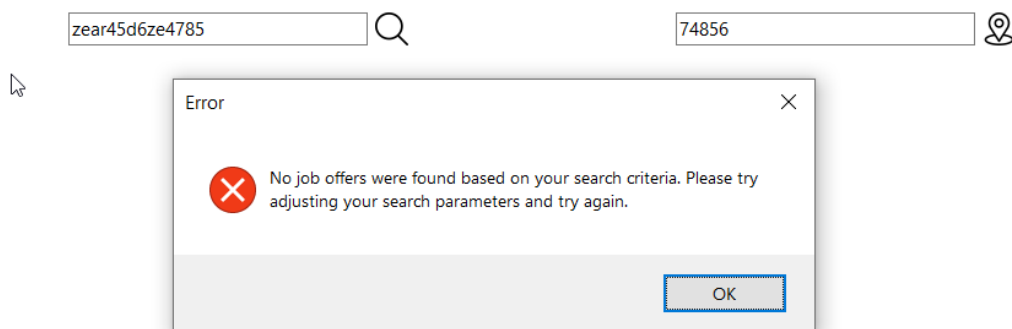 zear45d6ze4785
74856
Error
No job offers were found based on your search criteria. Please try
adjusting your search parameters and try again.
OK